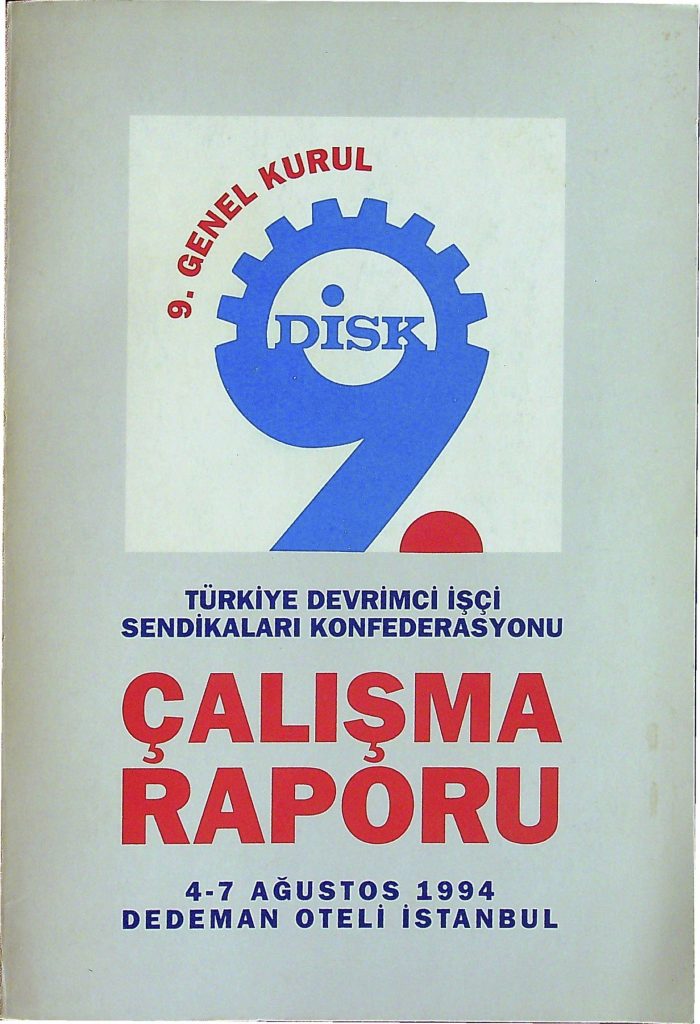 9. GENEL KURUL
DİSK
9.
TÜRKİYE DEVRİMCİ İŞÇİ
SENDİKALARI KONFEDERASYONU
ÇALIŞMA
RAPORU
4-7 AĞUSTOS 1994
DEDEMAN OTELİ İSTANBUL